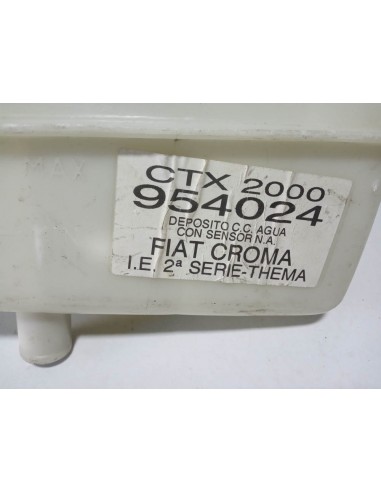 CTX 2000
954024
DEPOSITO C.C. AGUA
CON SENSOR N.A.
FIAT CROMA
I.E. 2ª SERIE-THEMA